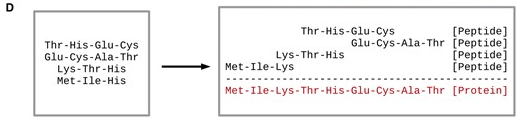 D
Thr-His-Glu-Cys
Glu-Cys-Ala-Thr
Lys-Thr-His
Met-Ile-His
Thr-His-Glu-Cys [Peptide]
Glu-Cys-Ala-Thr [Peptide]
Lys-Thr-His [Peptide]
Met-Ile-Lys [Peptide]
Met-Ile-Lys-Thr-His-Glu-Cys-Ala-Thr [Protein]